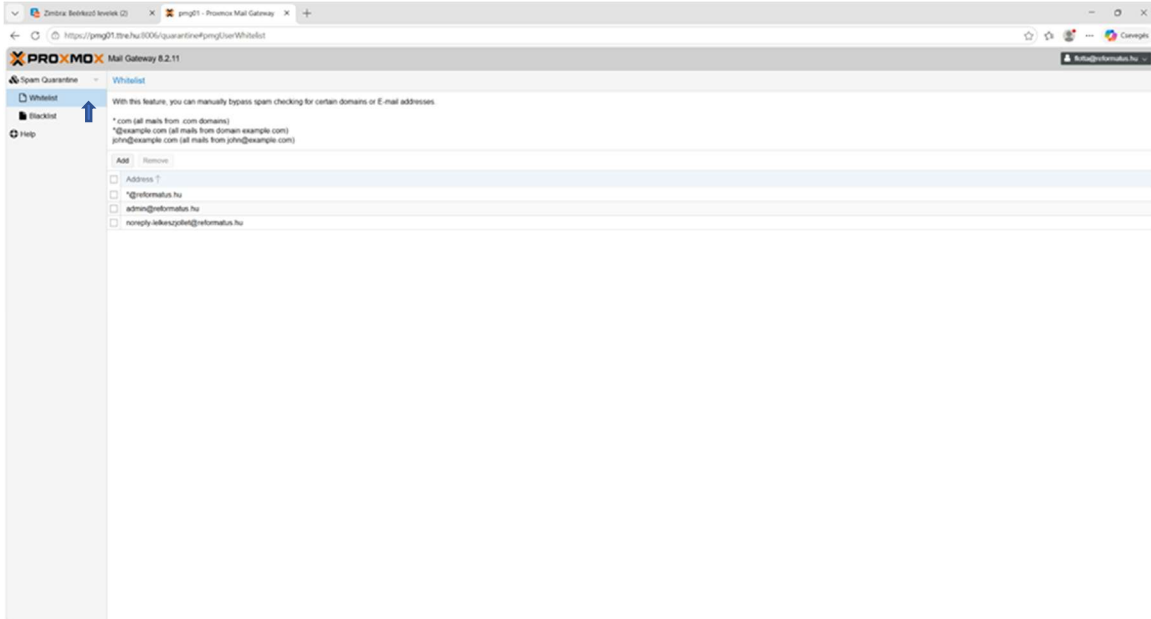 Zimbra: Beérkező levelek (2)
pmg01 - Proxmox Mail Gateway
https://pmg01.ttre.hu:8006/quarantine#pmgUserWhitelist
Csevegés
PROXMOX Mail Gateway 8.2.11
flotta@reformatus.hu
Spam Quarantine
Whitelist
Blacklist
Help
Whitelist
With this feature, you can manually bypass spam checking for certain domains or E-mail addresses.
*.com (all mails from .com domains)
*@example.com (all mails from domain example.com)
john@example.com (all mails from john@example.com)
Add Remove
Address
*@reformatus.hu
admin@reformatus.hu
noreply-lelkeszjollet@reformatus.hu